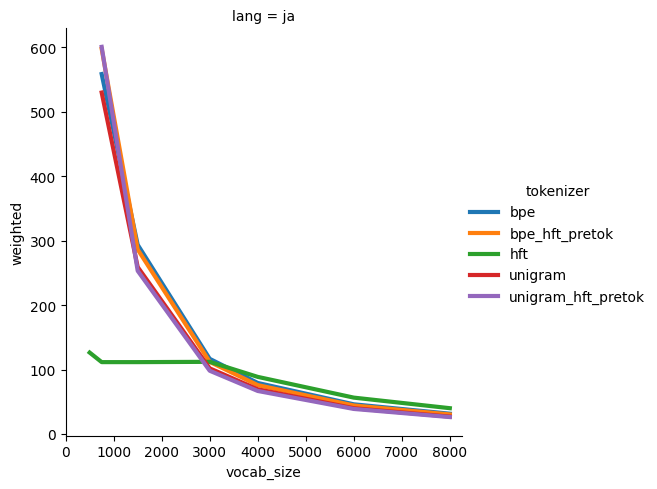 lang = ja
600
500
400
300
200
100
0
weighted
0 1000 2000 3000 4000 5000 6000 7000 8000
vocab_size
tokenizer
bpe
bpe_hft_pretok
hft
unigram
unigram_hft_pretok